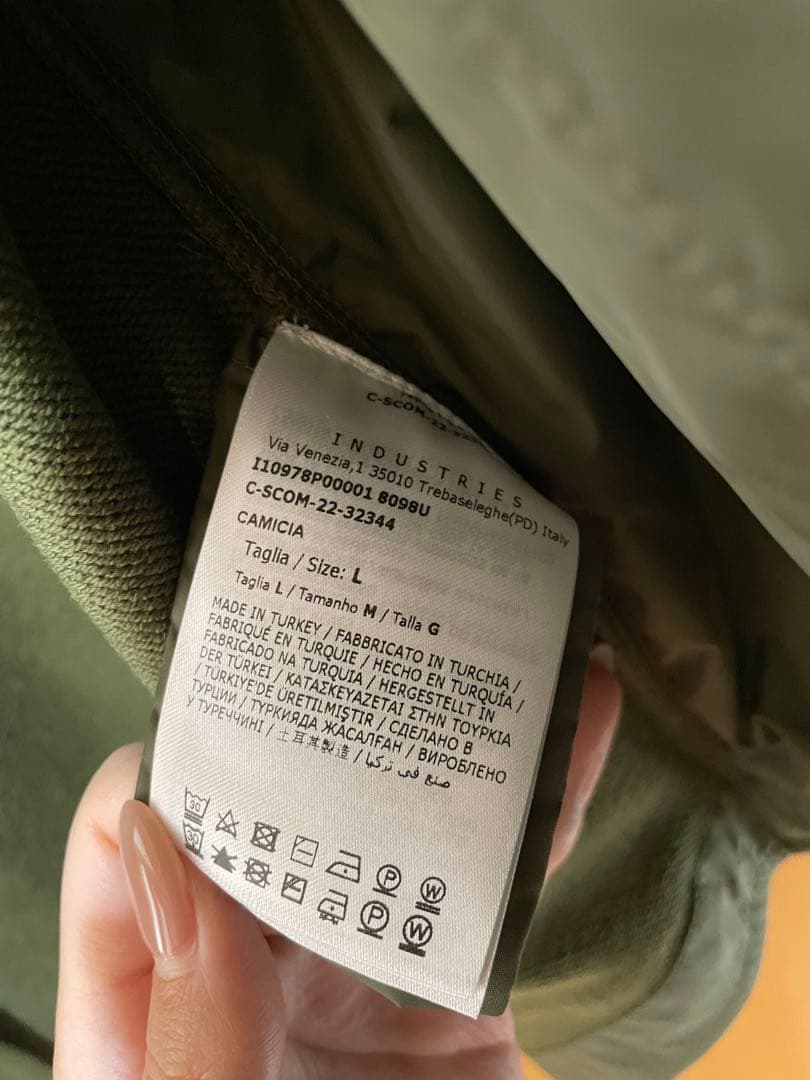 C-SCOM-22-323
INDUSTRIES
Via Venezia,1 35010 Trebaseleghe(PD) Italy
I10978P00001 8098U
C-SCOM-22-32344
CAMICIA
Taglia / Size: L
Taglia L / Tamanho M / Talla G
MADE IN TURKEY / FABBRICATO IN TURCHIA /
FABRIQUÉ EN TURQUIE / HECHO EN TURQUÍA /
FABRICADO NA TURQUIA / HERGESTELLT IN
DER TÜRKEI / ΚΑΤΑΣΚΕΥΑΖΕΤΑΙ ΣΤΗΝ ΤΟΥΡΚΙΑ
/ TÜRKIYE'DE ÜRETILMIŞTIR / СДЕЛАНО В
ТУРЦИИ / ТҮРКИЯДА ЖАСАЛҒАН / ВИРОБЛЕНО
У ТУРЕЧЧИНІ / 土耳其製造 / صنع في تركيا
30 P W
30 P W